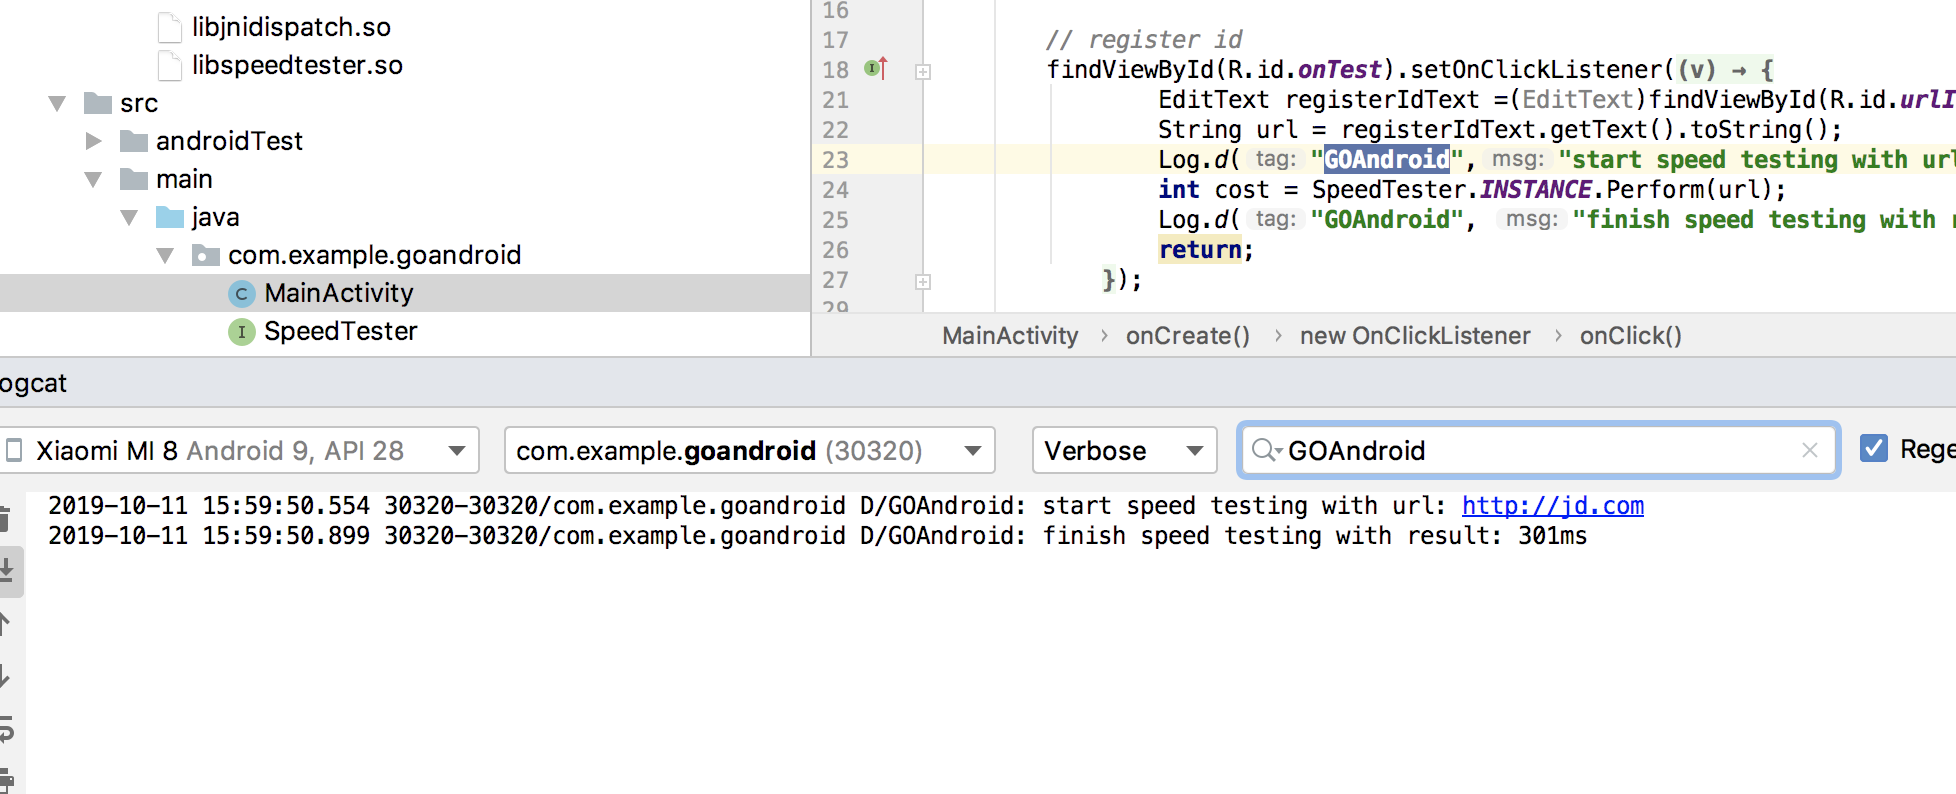 libjnidispatch.so
libspeedtester.so
src
androidTest
main
java
com.example.goandroid
MainActivity
SpeedTester
16
17 // register id
18 findViewById(R.id.onTest).setOnClickListener((v) → {
21 EditText registerIdText =(EditText)findViewById(R.id.urlI
22 String url = registerIdText.getText().toString();
23 Log.d( tag: "GOAndroid", msg: "start speed testing with url
24 int cost = SpeedTester.INSTANCE.Perform(url);
25 Log.d( tag: "GOAndroid", msg: "finish speed testing with r
26 return;
27 });
29
MainActivity › onCreate() › new OnClickListener › onClick()
ogcat
Xiaomi MI 8 Android 9, API 28
com.example.goandroid (30320)
Verbose
GOAndroid
Rege
2019-10-11 15:59:50.554 30320-30320/com.example.goandroid D/GOAndroid: start speed testing with url: http://jd.com
2019-10-11 15:59:50.899 30320-30320/com.example.goandroid D/GOAndroid: finish speed testing with result: 301ms